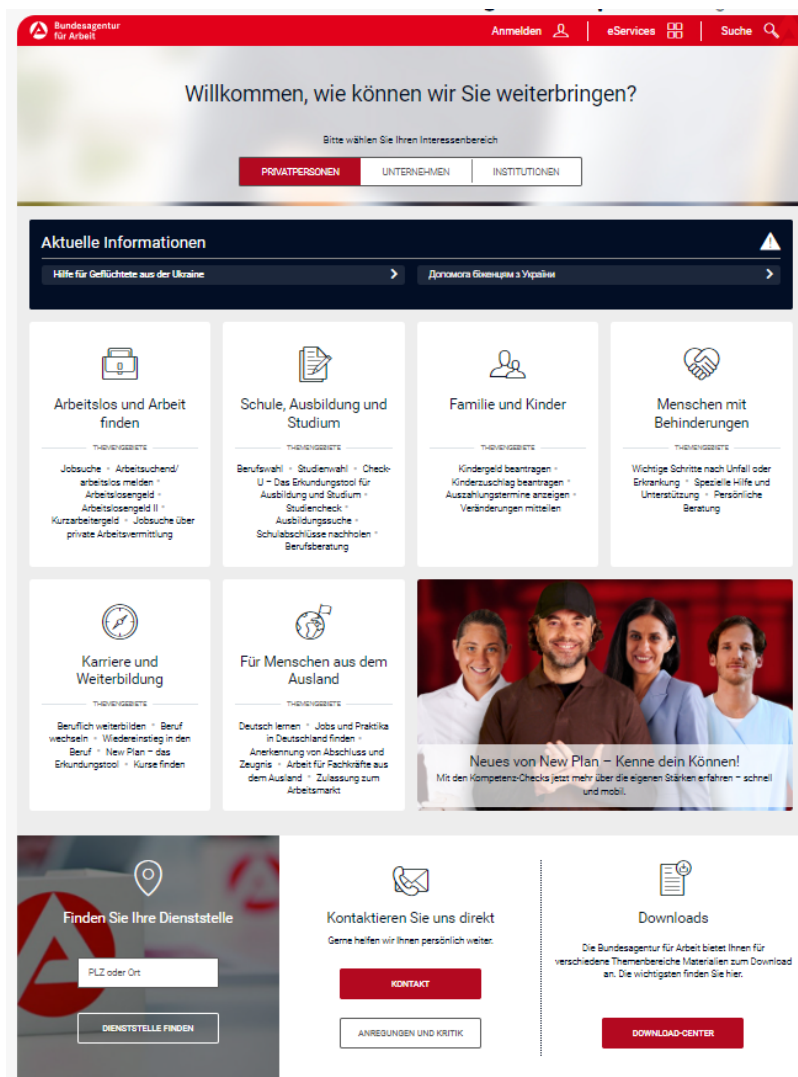 Bundesagentur
für Arbeit
Anmelden
eServices
Suche
Willkommen, wie können wir Sie weiterbringen?
Bitte wählen Sie Ihren Interessenbereich
PRIVATPERSONEN
UNTERNEHMEN
INSTITUTIONEN
Aktuelle Informationen
Hilfe für Geflüchtete aus der Ukraine
Допомога біженцям з України
Arbeitslos und Arbeit
finden
THEMENGEBIETE
Jobsuche • Arbeitsuchend/
arbeitslos melden •
Arbeitslosengeld •
Arbeitslosengeld II •
Kurzarbeitergeld • Jobsuche über
private Arbeitsvermittlung
Schule, Ausbildung und
Studium
THEMENGEBIETE
Berufswahl • Studienwahl • Check-
U – Das Erkundungstool für
Ausbildung und Studium •
Studiencheck •
Ausbildungssuche •
Schulabschlüsse nachholen •
Berufsberatung
Familie und Kinder
THEMENGEBIETE
Kindergeld beantragen •
Kinderzuschlag beantragen •
Auszahlungstermine anzeigen •
Veränderungen mitteilen
Menschen mit
Behinderungen
THEMENGEBIETE
Wichtige Schritte nach Unfall oder
Erkrankung • Spezielle Hilfe und
Unterstützung • Persönliche
Beratung
Karriere und
Weiterbildung
THEMENGEBIETE
Beruflich weiterbilden • Beruf
wechseln • Wiedereinstieg in den
Beruf • New Plan – das
Erkundungstool • Kurse finden
Für Menschen aus dem
Ausland
THEMENGEBIETE
Deutsch lernen • Jobs und Praktika
in Deutschland finden •
Anerkennung von Abschluss und
Zeugnis • Arbeit für Fachkräfte aus
dem Ausland • Zulassung zum
Arbeitsmarkt
Neues von New Plan – Kenne dein Können!
Mit den Kompetenz-Checks jetzt mehr über die eigenen Stärken erfahren – schnell
und mobil.
Finden Sie Ihre Dienststelle
PLZ oder Ort
DIENSTSTELLE FINDEN
Kontaktieren Sie uns direkt
Gerne helfen wir Ihnen persönlich weiter.
KONTAKT
ANREGUNGEN UND KRITIK
Downloads
Die Bundesagentur für Arbeit bietet Ihnen für
verschiedene Themenbereiche Materialien zum Download
an. Die wichtigsten finden Sie hier.
DOWNLOAD-CENTER